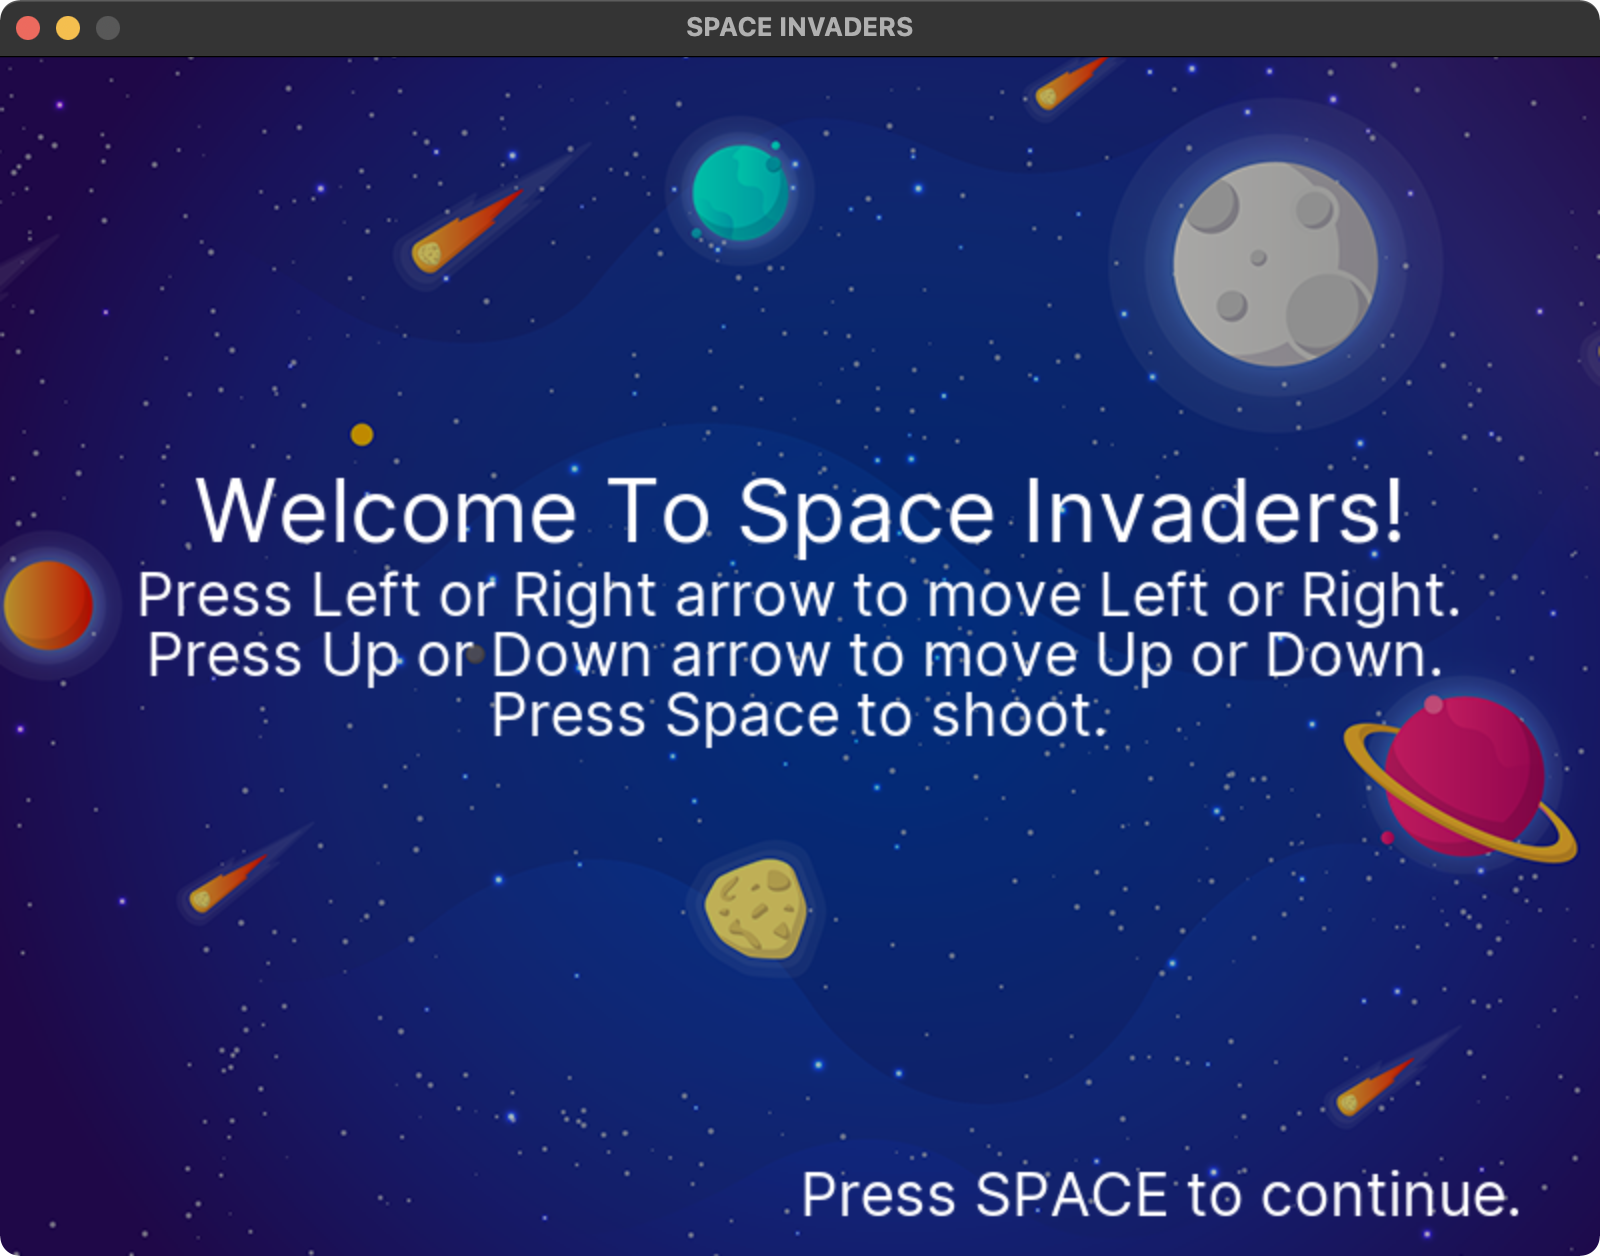 SPACE INVADERS
Welcome To Space Invaders!
Press Left or Right arrow to move Left or Right.
Press Up or Down arrow to move Up or Down.
Press Space to shoot.
Press SPACE to continue.